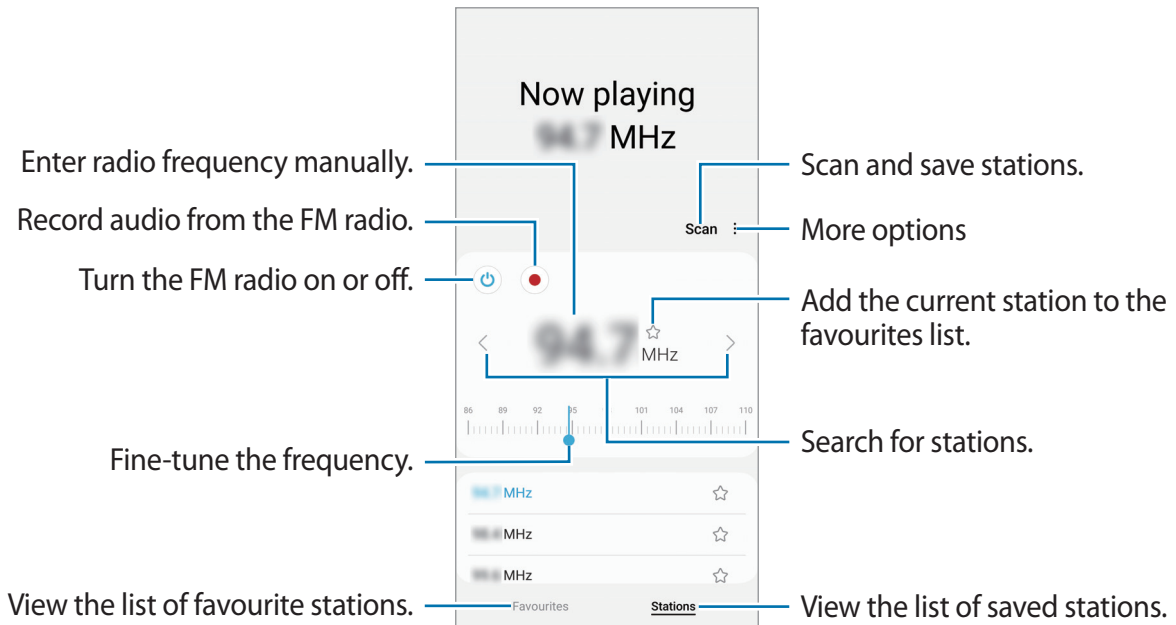 Now playing
MHz
Enter radio frequency manually.
Scan and save stations.
Record audio from the FM radio.
Scan
More options
Turn the FM radio on or off.
Add the current station to the
favourites list.
MHz
86 89 92 95 101 104 107 110
Search for stations.
Fine-tune the frequency.
MHz
MHz
MHz
View the list of favourite stations.
Favourites
Stations
View the list of saved stations.